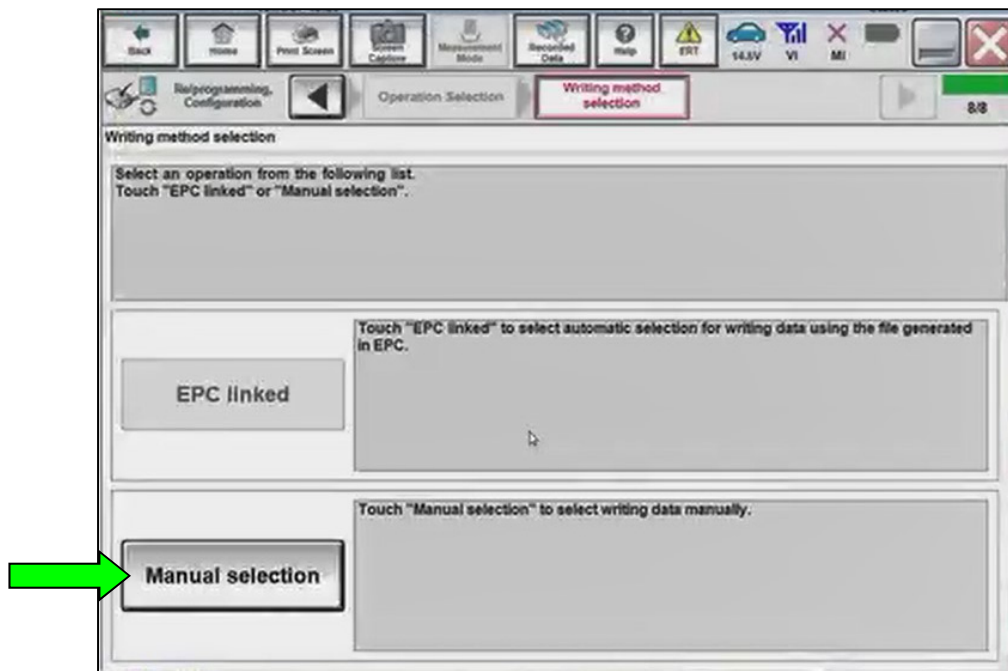 Back
Home
Print Screen
Screen
Capture
Measurement
Mode
Recorded
Data
Help
ERT
14.8V
VI
MI
Re/programming,
Configuration
Operation Selection
Writing method
selection
8/8
Writing method selection
Select an operation from the following list.
Touch "EPC linked" or "Manual selection".
EPC linked
Touch "EPC linked" to select automatic selection for writing data using the file generated
in EPC.
Manual selection
Touch "Manual selection" to select writing data manually.